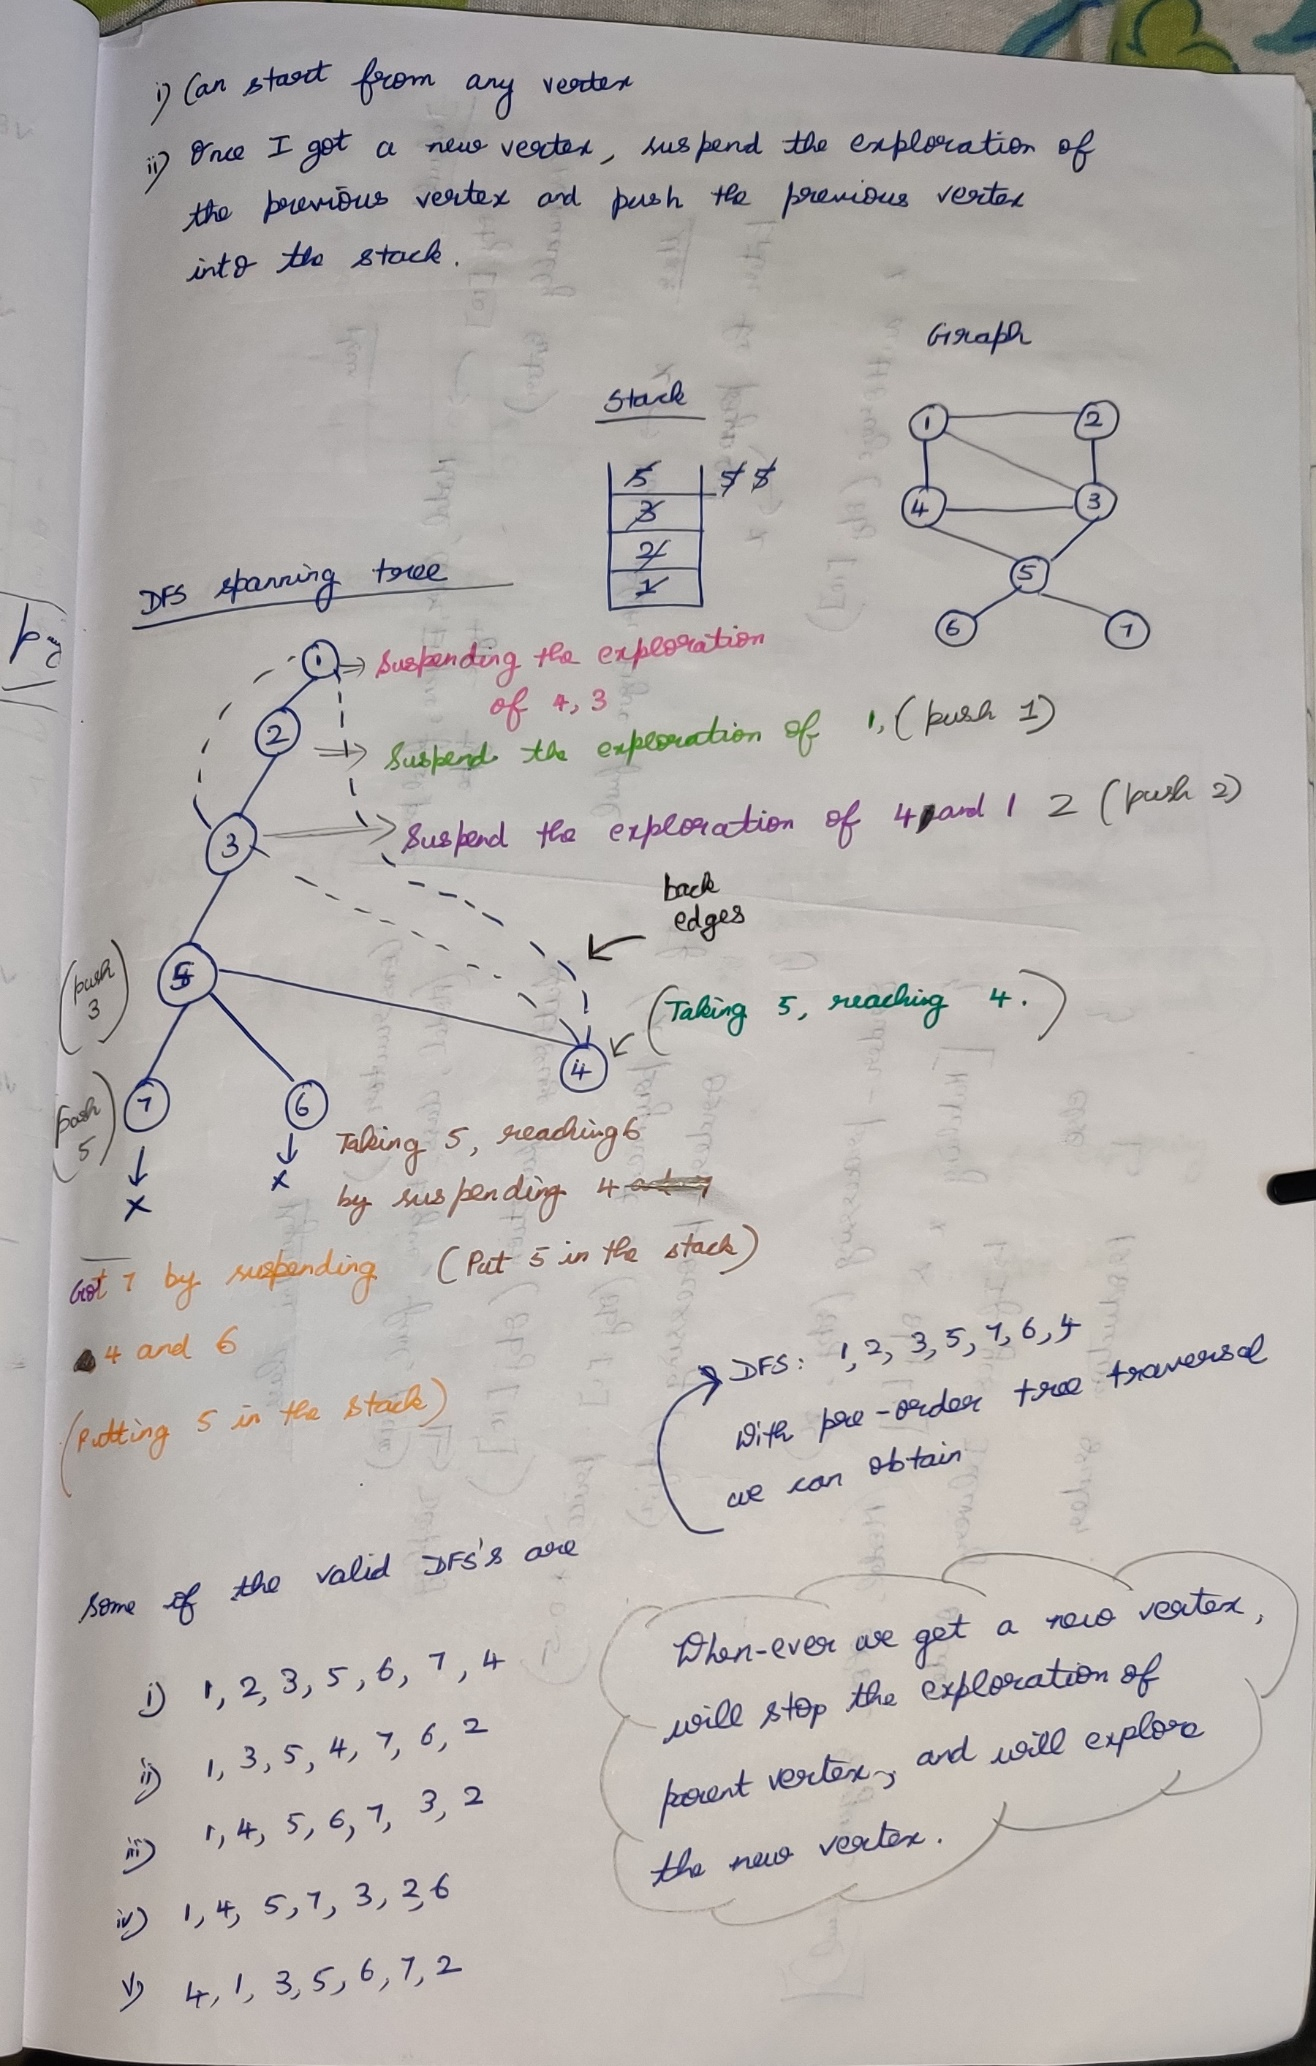 i) Can start from any vertex
ii) Once I got a new vertex, suspend the exploration of
the previous vertex and push the previous vertex
into the stack.
Graph
1 2
4 3
5
6 7
Stack
5 5 5
3
2
1
DFS spanning tree
1 ⇒ Suspending the exploration
of 4, 3
2 ⇒ Suspend the exploration of 1, (push 1)
3 ⇒ Suspend the exploration of 4 and 1 2 (push 2)
back
edges
(push 3)
5
(Taking 5, reaching 4.)
4
(push 5)
7 6
x x
Taking 5, reaching 6
by suspending 4 and 7
(Put 5 in the stack)
Got 7 by suspending
4 and 6
(Putting 5 in the stack)
DFS: 1, 2, 3, 5, 7, 6, 4
With pre-order tree traversal
we can obtain
Some of the valid DFS's are
i) 1, 2, 3, 5, 6, 7, 4
ii) 1, 3, 5, 4, 7, 6, 2
iii) 1, 4, 5, 6, 7, 3, 2
iv) 1, 4, 5, 7, 3, 2, 6
v) 4, 1, 3, 5, 6, 7, 2
When-ever we get a new vertex,
will stop the exploration of
parent vertex, and will explore
the new vertex.